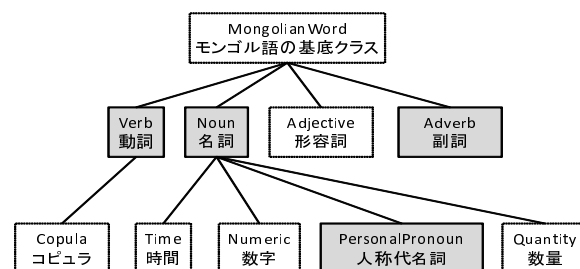 MongolianWord
モンゴル語の基底クラス
Verb
動詞
Noun
名詞
Adjective
形容詞
Adverb
副詞
Copula
コピュラ
Time
時間
Numeric
数字
PersonalPronoun
人称代名詞
Quantity
数量